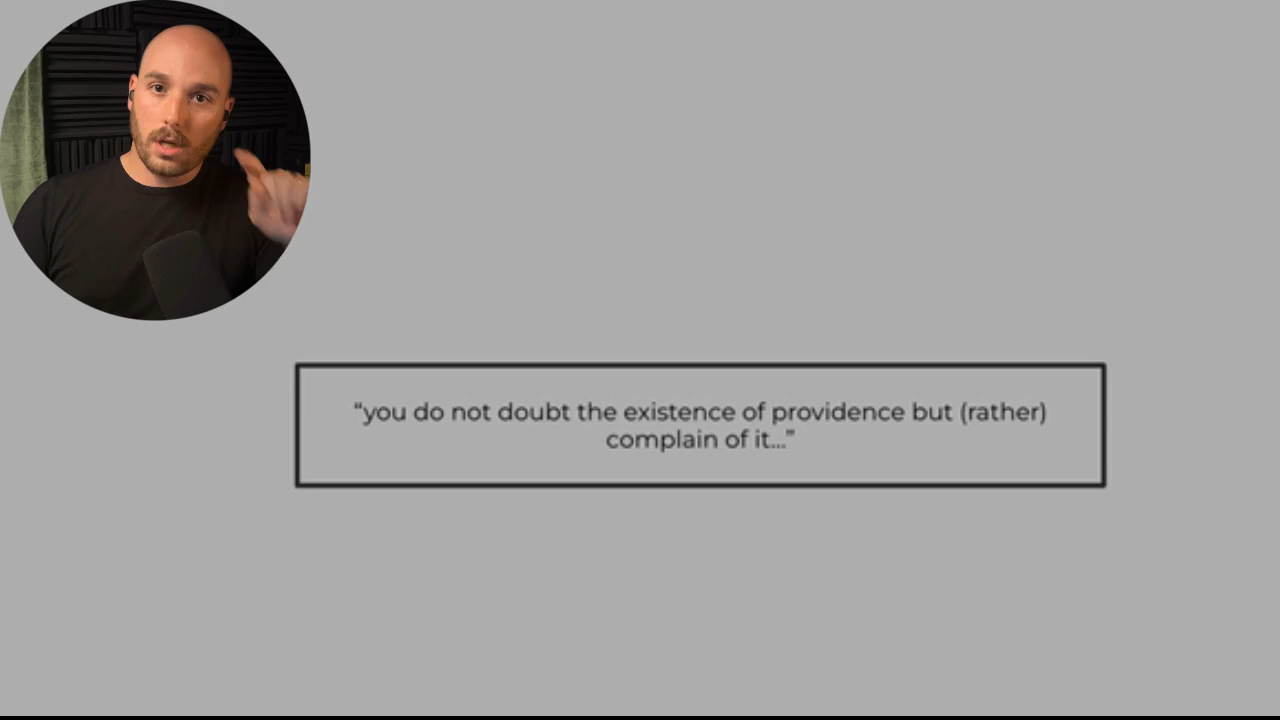 “you do not doubt the existence of providence but (rather)
complain of it...”